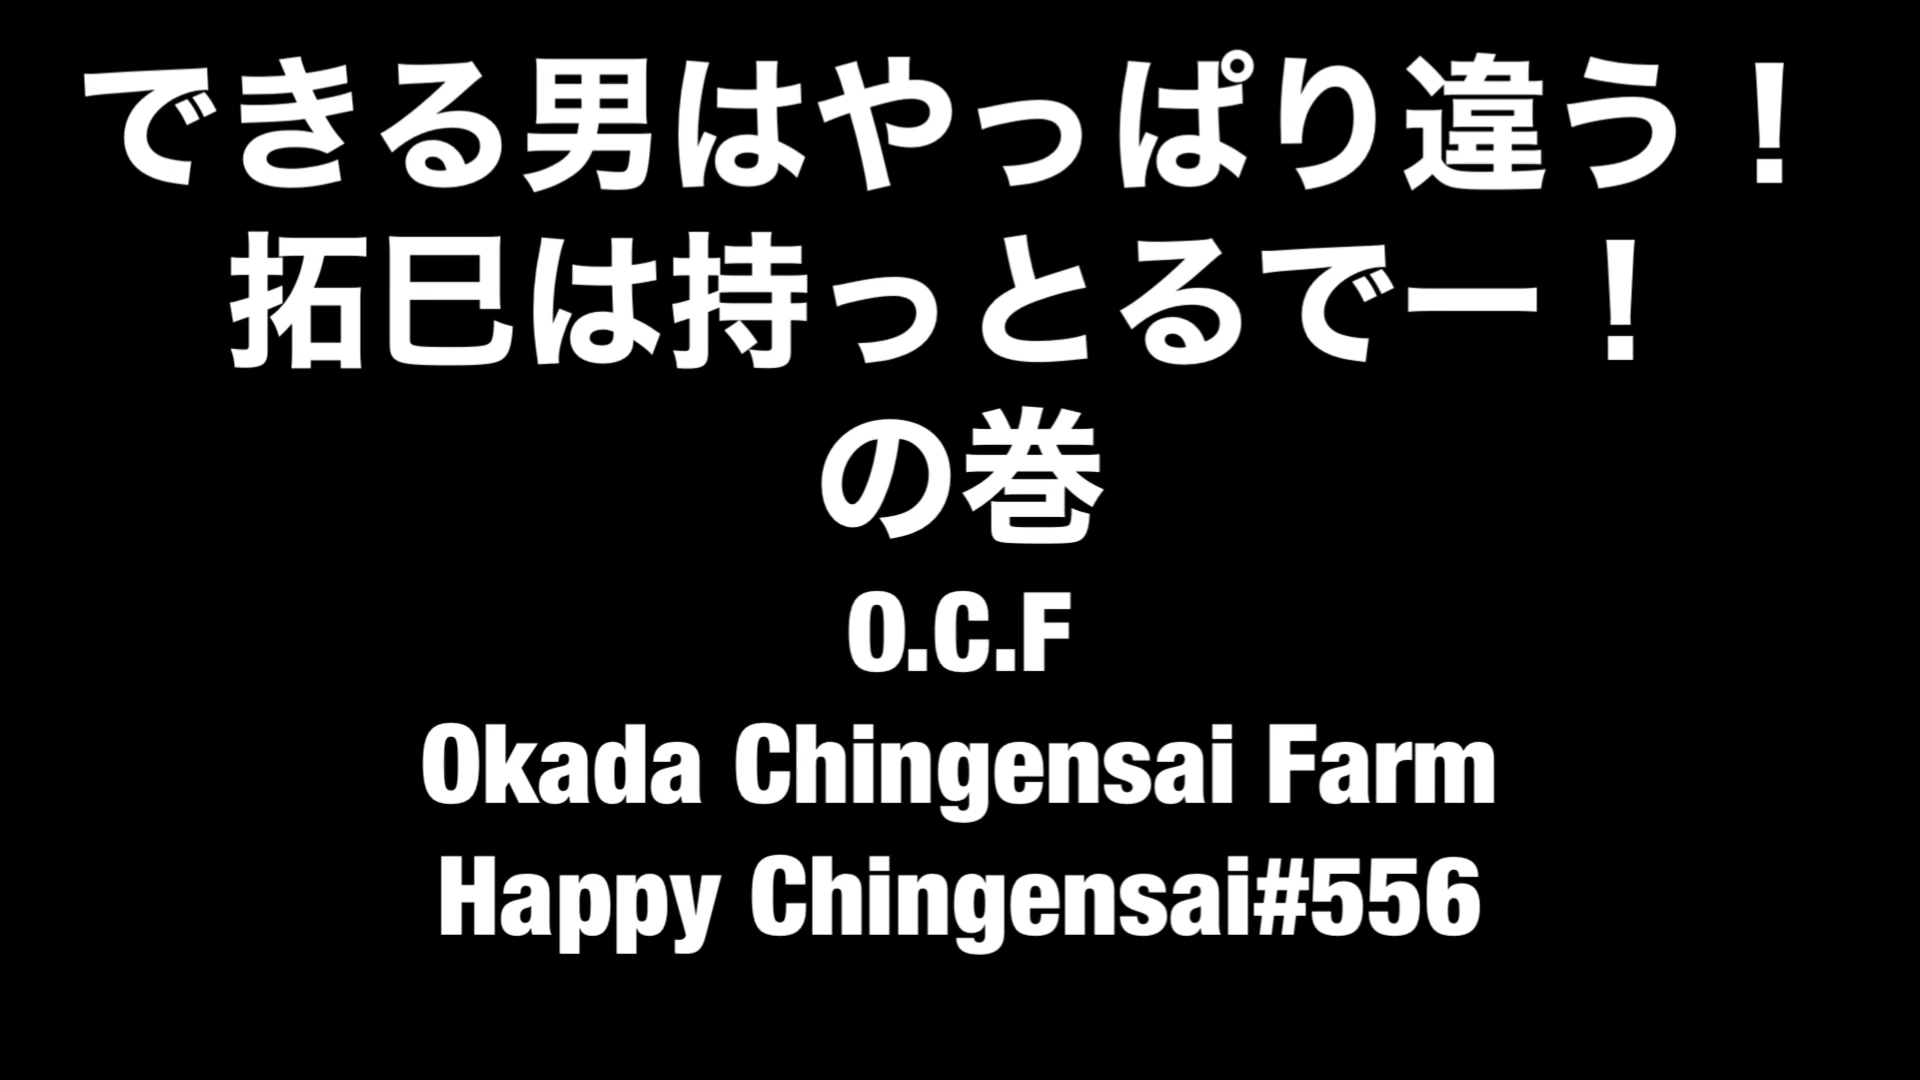 できる男はやっぱり違う！
拓巳は持っとるでー！
の巻
O.C.F
Okada Chingensai Farm
Happy Chingensai#556